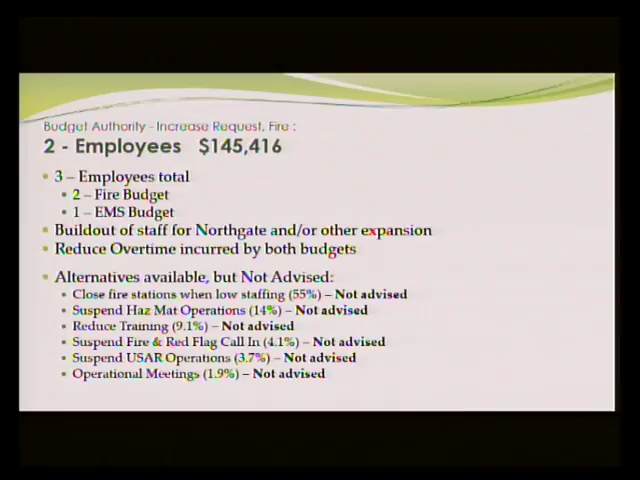 Budget Authority - Increase Request, Fire :
2 - Employees $145,416
• 3 – Employees total
• 2 – Fire Budget
• 1 – EMS Budget
• Buildout of staff for Northgate and/or other expansion
• Reduce Overtime incurred by both budgets
• Alternatives available, but Not Advised:
• Close fire stations when low staffing (55%) – Not advised
• Suspend Haz Mat Operations (14%) – Not advised
• Reduce Training (9.1%) – Not advised
• Suspend Fire & Red Flag Call In (4.1%) – Not advised
• Suspend USAR Operations (3.7%) – Not advised
• Operational Meetings (1.9%) – Not advised